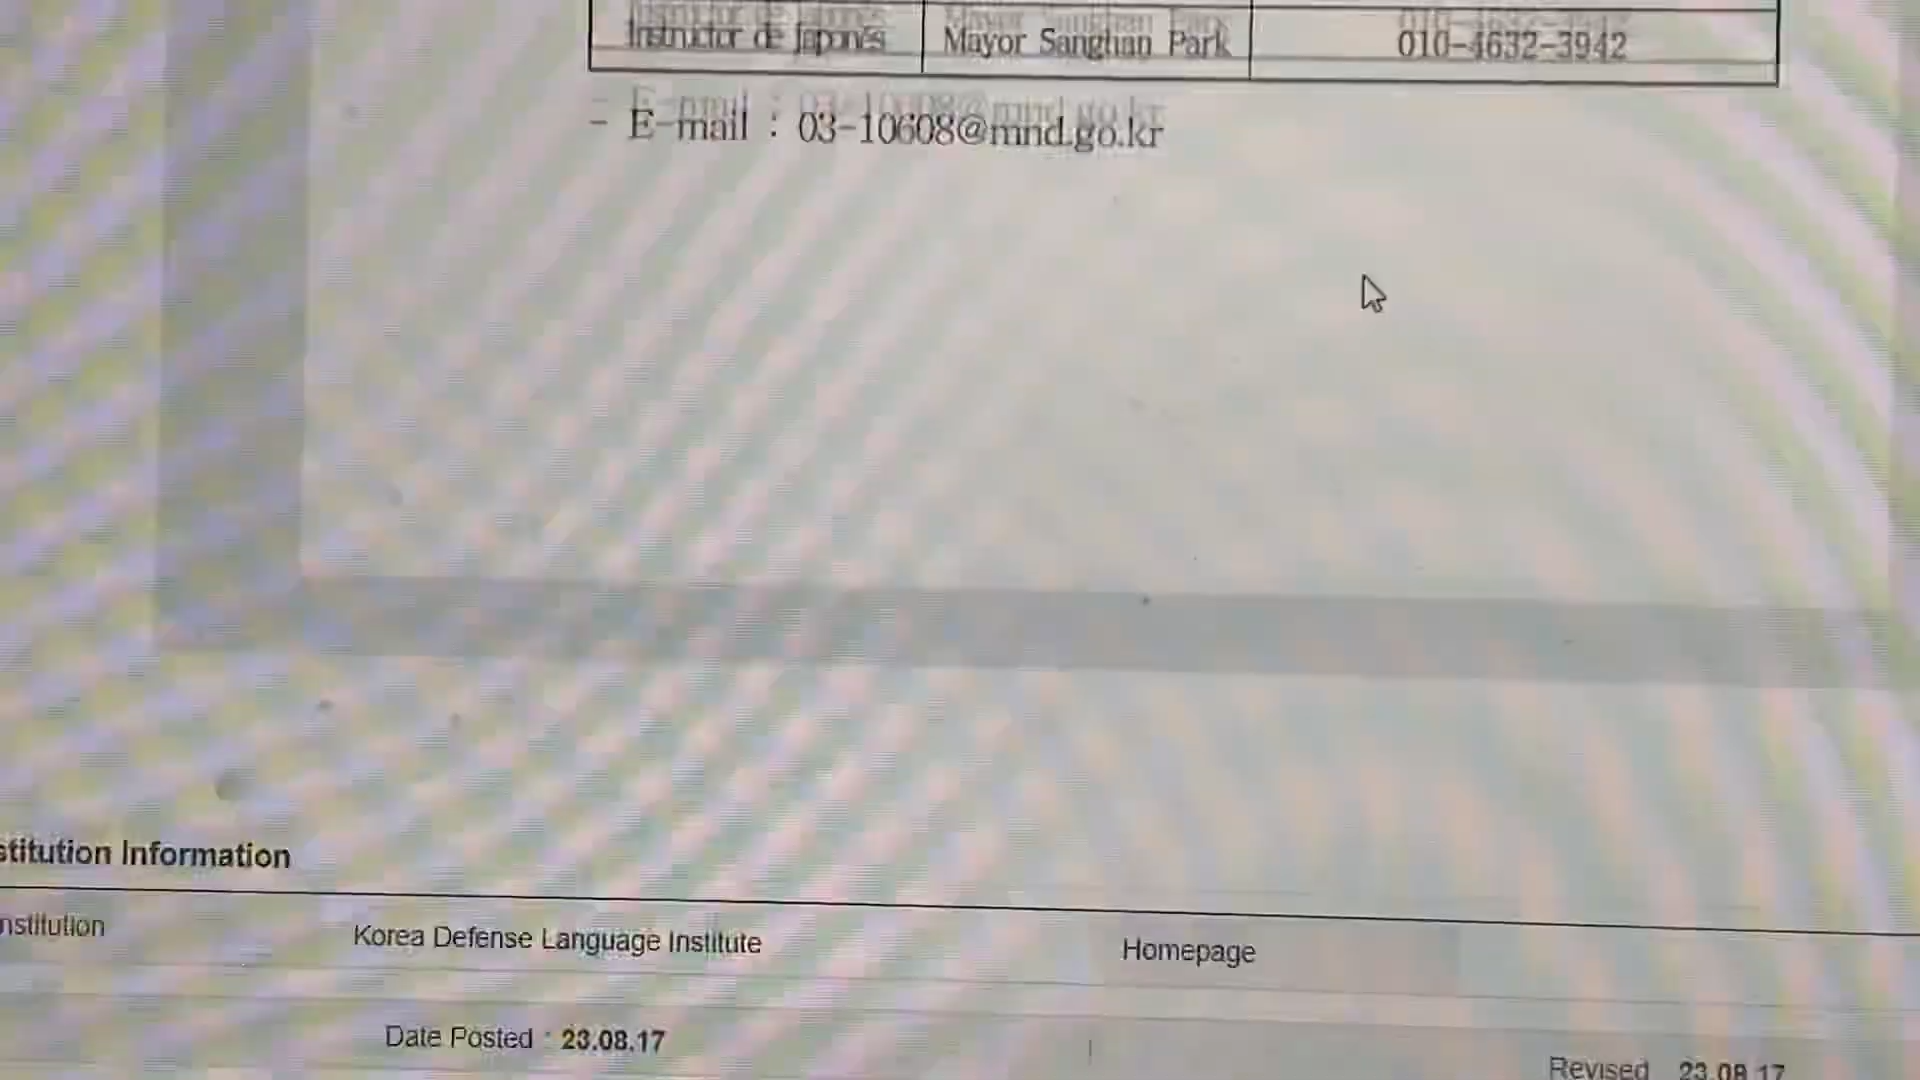 Instructor de Japonés Mayor Sanghan Park 010-4632-3942
- E-mail : 03-10608@mnd.go.kr
stitution Information
nstitution Korea Defense Language Institute Homepage
Date Posted : 23.08.17
Revised 23.08.17